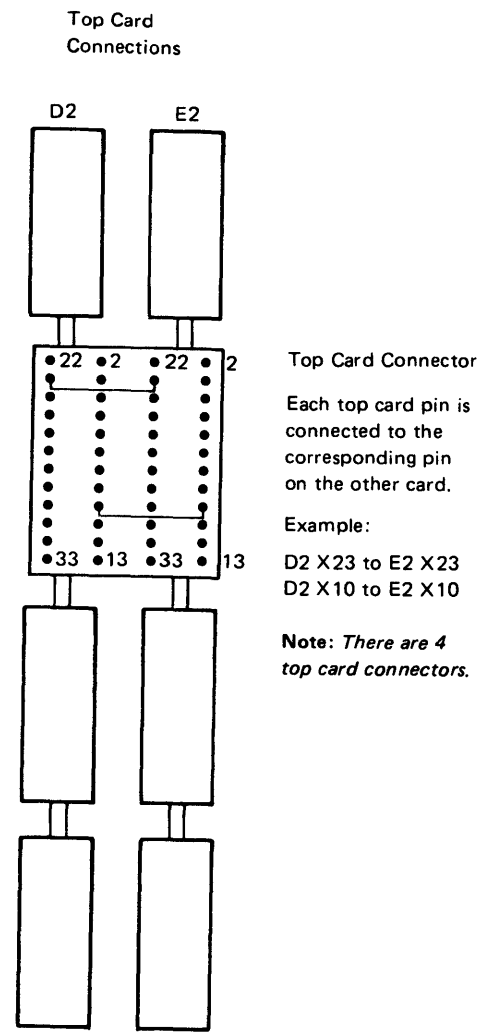 Top Card
Connections
D2 E2
22 2 22 2
33 13 33 13
Top Card Connector
Each top card pin is
connected to the
corresponding pin
on the other card.
Example:
D2 X23 to E2 X23
D2 X10 to E2 X10
Note: There are 4
top card connectors.